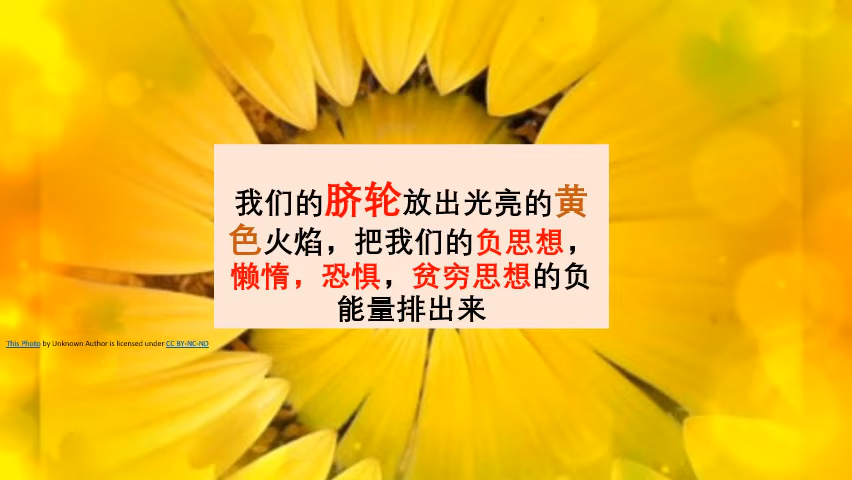 我们的脐轮放出光亮的黄
色火焰，把我们的负思想，
懒惰，恐惧，贫穷思想的负
能量排出来
This Photo by Unknown Author is licensed under CC BY-NC-ND